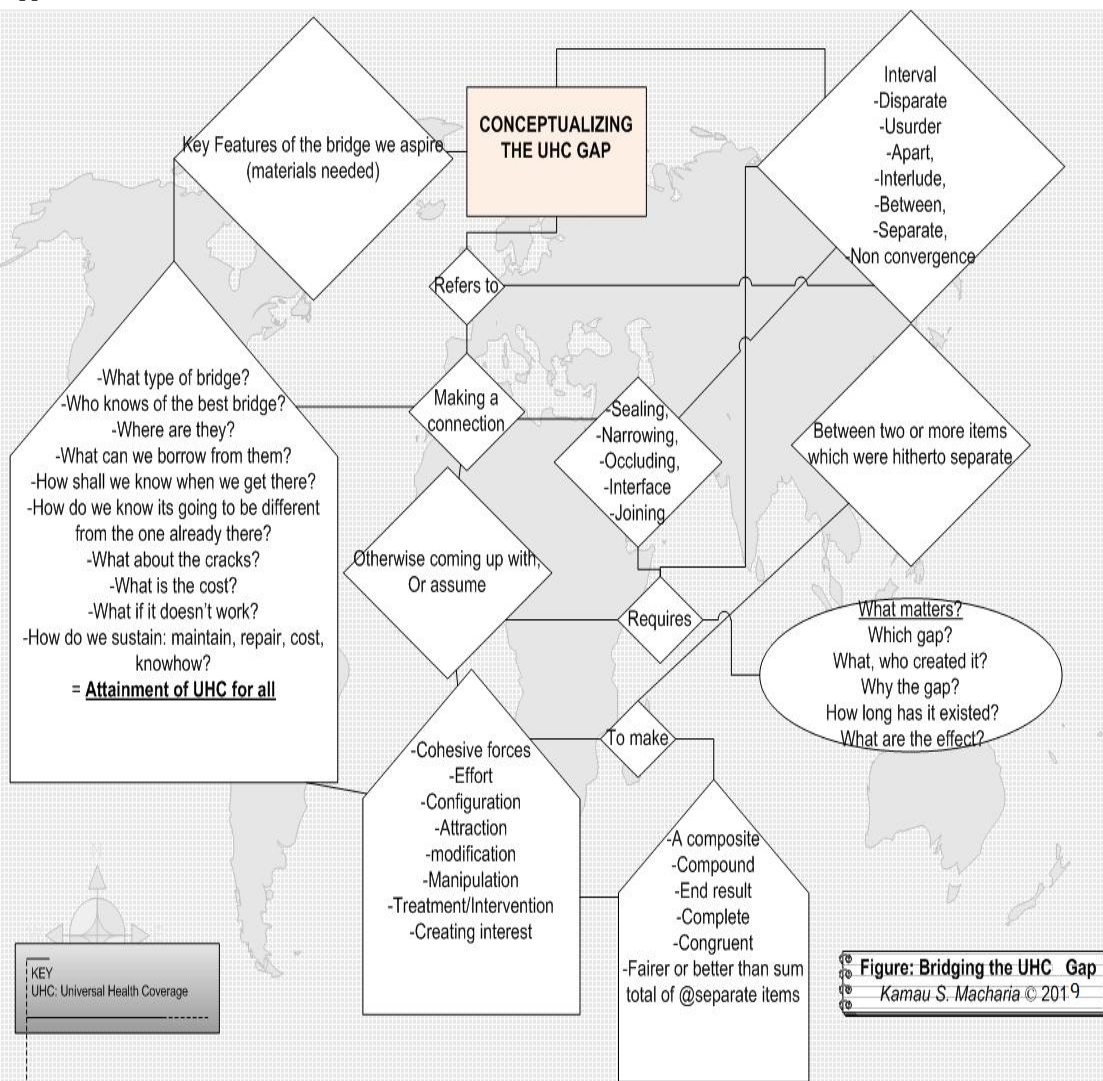 CONCEPTUALIZING
THE UHC GAP
Key Features of the bridge we aspire
(materials needed)
Interval
-Disparate
-Usurder
-Apart,
-Interlude,
-Between,
-Separate,
-Non convergence
Refers to
-What type of bridge?
-Who knows of the best bridge?
-Where are they?
-What can we borrow from them?
-How shall we know when we get there?
-How do we know its going to be different
from the one already there?
-What about the cracks?
-What is the cost?
-What if it doesn't work?
-How do we sustain: maintain, repair, cost,
knowhow?
= Attainment of UHC for all
Making a
connection
-Sealing,
-Narrowing,
-Occluding,
-Interface
-Joining
Between two or more items
which were hitherto separate
Otherwise coming up with,
Or assume
Requires
What matters?
Which gap?
What, who created it?
Why the gap?
How long has it existed?
What are the effect?
To make
-Cohesive forces
-Effort
-Configuration
-Attraction
-modification
-Manipulation
-Treatment/Intervention
-Creating interest
-A composite
-Compound
-End result
-Complete
-Congruent
-Fairer or better than sum
total of @separate items
N
KEY
UHC: Universal Health Coverage
Figure: Bridging the UHC Gap
Kamau S. Macharia © 2019